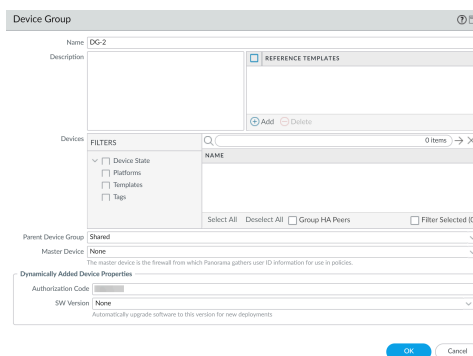 Device Group
Name DG-2
Description
REFERENCE TEMPLATES
Add Delete
Devices
FILTERS
0 items
NAME
Device State
Platforms
Templates
Tags
Select All Deselect All Group HA Peers Filter Selected (0
Parent Device Group Shared
Master Device None
The master device is the firewall from which Panorama gathers user ID information for use in policies.
Dynamically Added Device Properties
Authorization Code
SW Version None
Automatically upgrade software to this version for new deployments
OK Cancel